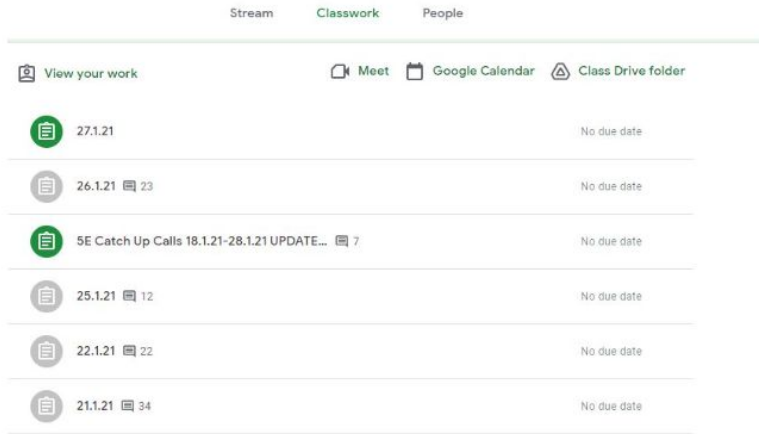 Stream Classwork People
View your work Meet Google Calendar Class Drive folder
27.1.21 No due date
26.1.21 23 No due date
5E Catch Up Calls 18.1.21-28.1.21 UPDATE... 7 No due date
25.1.21 12 No due date
22.1.21 22 No due date
21.1.21 34 No due date